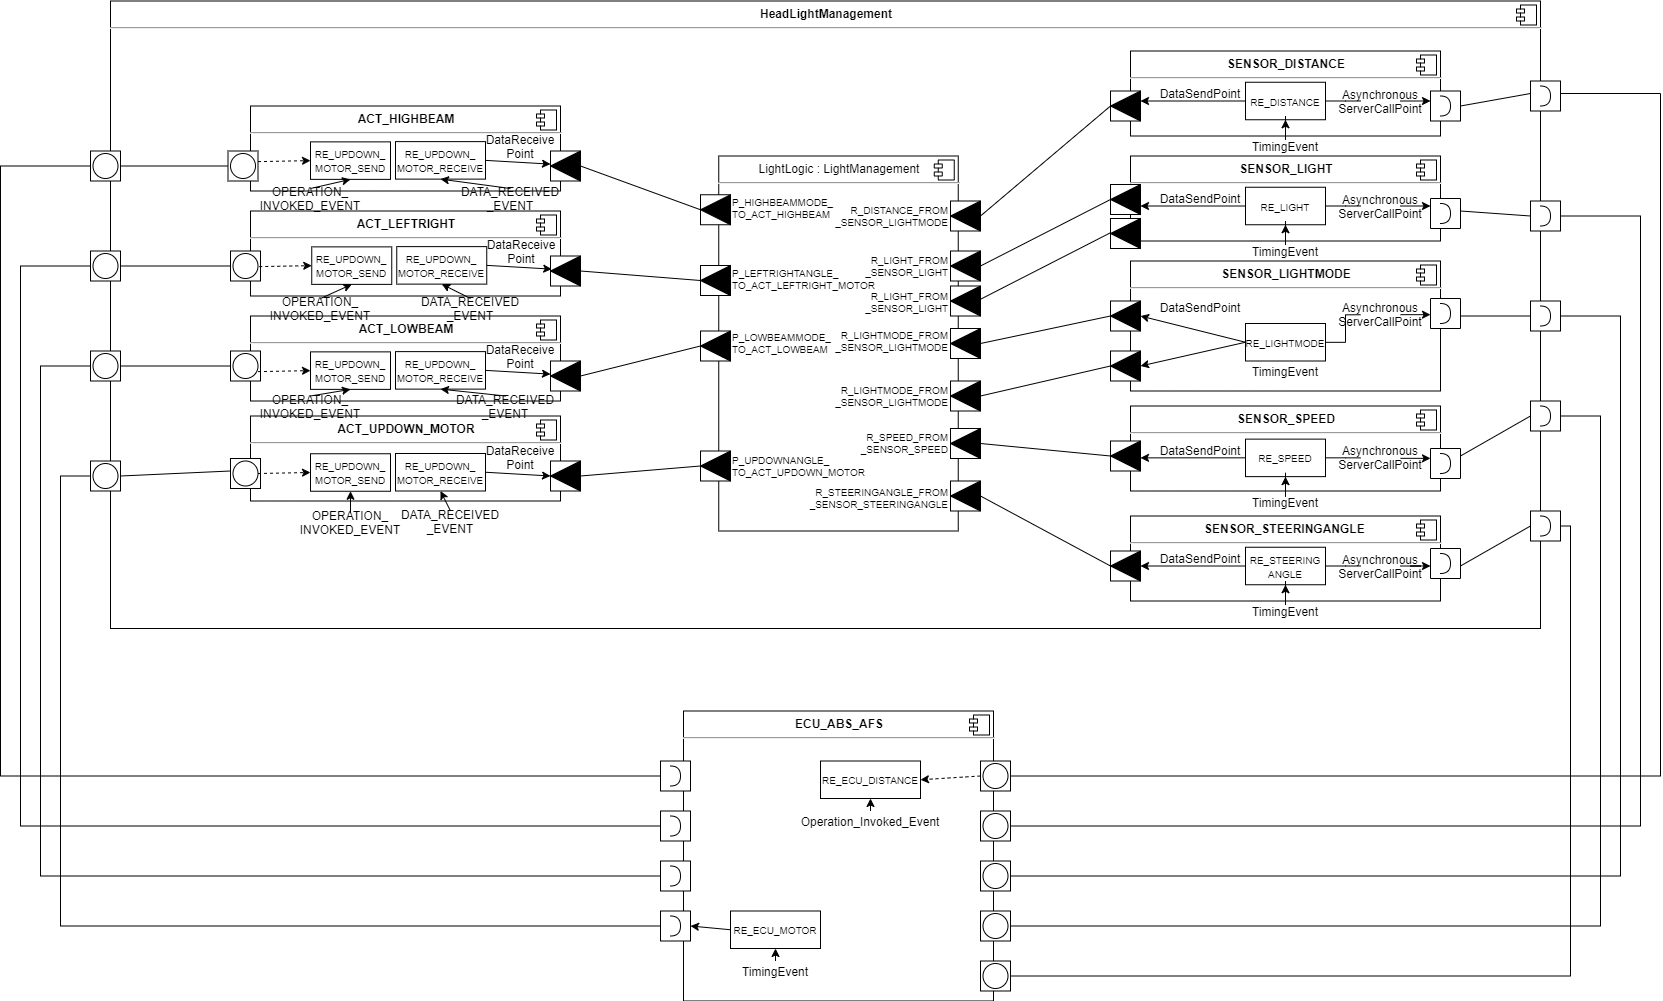 HeadLightManagement
ACT_HIGHBEAM
RE_UPDOWN_
MOTOR_SEND
RE_UPDOWN_
MOTOR_RECEIVE
DataReceive
Point
OPERATION_
INVOKED_EVENT
DATA_RECEIVED
_EVENT
ACT_LEFTRIGHT
RE_UPDOWN_
MOTOR_SEND
RE_UPDOWN_
MOTOR_RECEIVE
DataReceive
Point
OPERATION_
INVOKED_EVENT
DATA_RECEIVED
_EVENT
ACT_LOWBEAM
RE_UPDOWN_
MOTOR_SEND
RE_UPDOWN_
MOTOR_RECEIVE
DataReceive
Point
OPERATION_
INVOKED_EVENT
DATA_RECEIVED
_EVENT
ACT_UPDOWN_MOTOR
RE_UPDOWN_
MOTOR_SEND
RE_UPDOWN_
MOTOR_RECEIVE
DataReceive
Point
OPERATION_
INVOKED_EVENT
DATA_RECEIVED
_EVENT
LightLogic : LightManagement
P_HIGHBEAMMODE_
TO_ACT_HIGHBEAM
P_LEFTRIGHTANGLE_
TO_ACT_LEFTRIGHT_MOTOR
P_LOWBEAMMODE_
TO_ACT_LOWBEAM
P_UPDOWNANGLE_
TO_ACT_UPDOWN_MOTOR
R_DISTANCE_FROM
_SENSOR_LIGHTMODE
R_LIGHT_FROM
_SENSOR_LIGHT
R_LIGHT_FROM
_SENSOR_LIGHT
R_LIGHTMODE_FROM
_SENSOR_LIGHTMODE
R_LIGHTMODE_FROM
_SENSOR_LIGHTMODE
R_SPEED_FROM
_SENSOR_SPEED
R_STEERINGANGLE_FROM
_SENSOR_STEERINGANGLE
SENSOR_DISTANCE
DataSendPoint
RE_DISTANCE
Asynchronous
ServerCallPoint
TimingEvent
SENSOR_LIGHT
DataSendPoint
RE_LIGHT
Asynchronous
ServerCallPoint
TimingEvent
SENSOR_LIGHTMODE
DataSendPoint
RE_LIGHTMODE
Asynchronous
ServerCallPoint
TimingEvent
SENSOR_SPEED
DataSendPoint
RE_SPEED
Asynchronous
ServerCallPoint
TimingEvent
SENSOR_STEERINGANGLE
DataSendPoint
RE_STEERING
ANGLE
Asynchronous
ServerCallPoint
TimingEvent
ECU_ABS_AFS
RE_ECU_DISTANCE
Operation_Invoked_Event
RE_ECU_MOTOR
TimingEvent